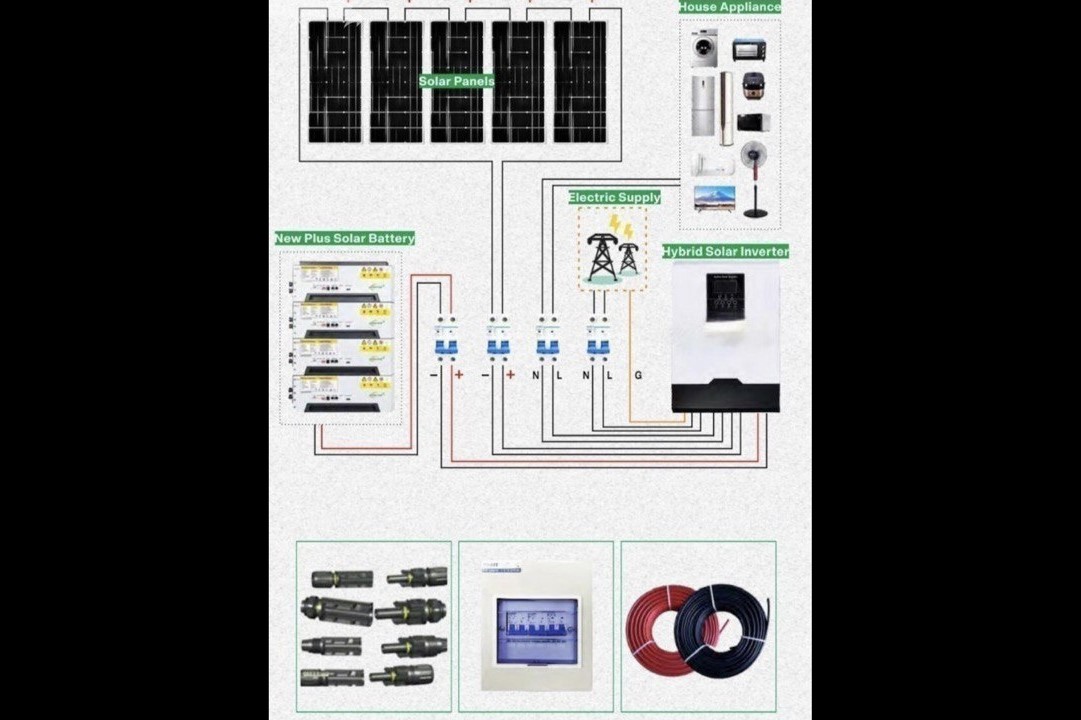 House Appliance
Solar Panels
Electric Supply
New Plus Solar Battery
Hybrid Solar Inverter
− + − + N L N L G